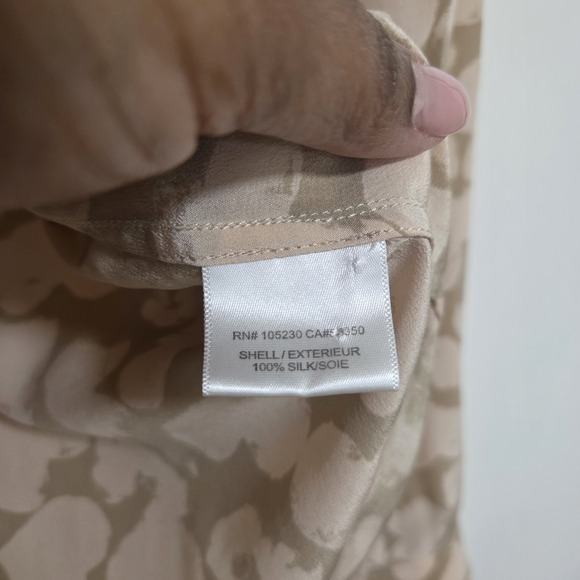 RN# 105230
SHELL/EXTERIEUR
100% SILK/SOIE